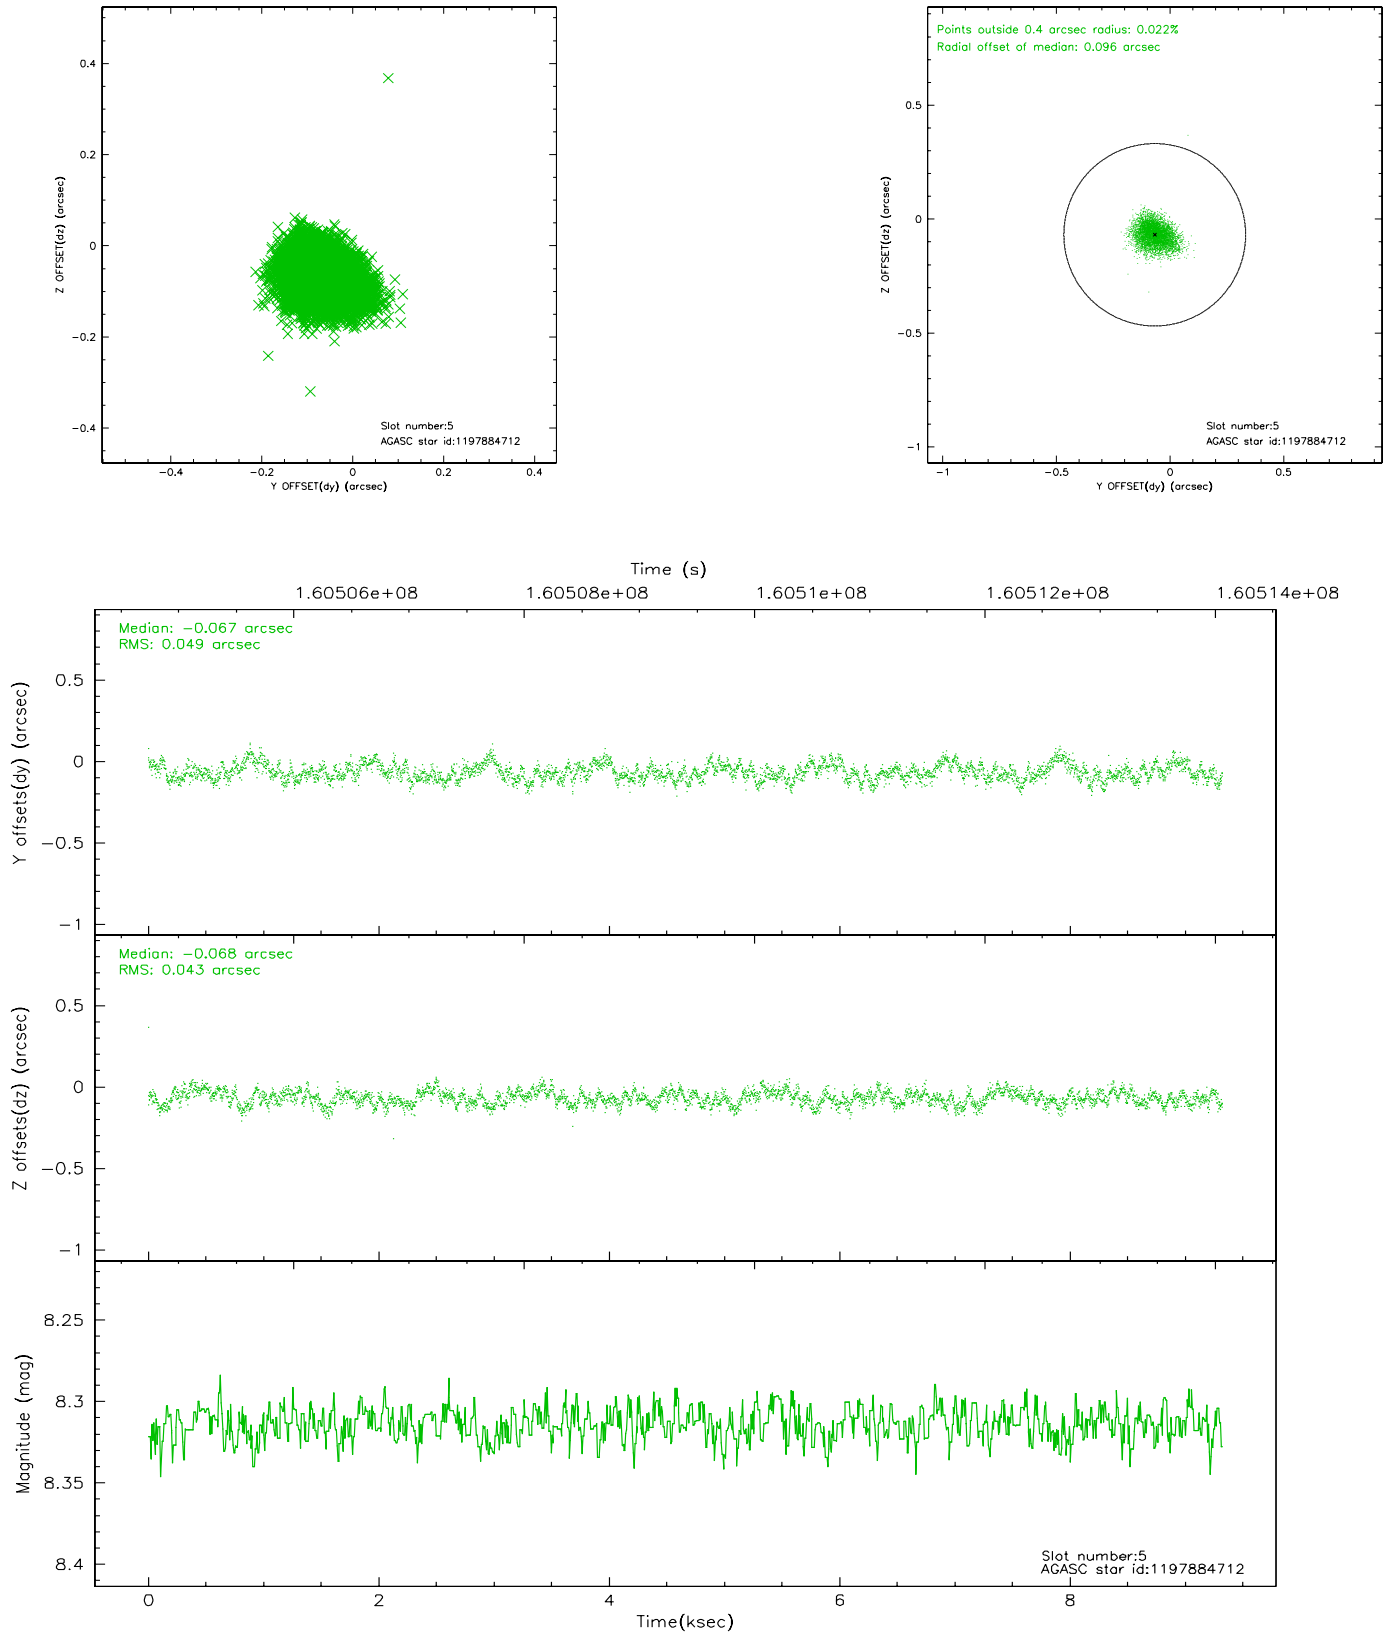 0.4
0.2
0
-0.2
-0.4
Z OFFSET(dz) (arcsec)
Slot number:5
AGASC star id:1197884712
-0.4 -0.2 0 0.2 0.4
Y OFFSET(dy) (arcsec)
Points outside 0.4 arcsec radius: 0.022%
Radial offset of median: 0.096 arcsec
0.5
0
-0.5
-1
Z OFFSET(dz) (arcsec)
Slot number:5
AGASC star id:1197884712
-1 -0.5 0 0.5
Y OFFSET(dy) (arcsec)
Time (s)
1.60506e+08 1.60508e+08 1.6051e+08 1.60512e+08 1.60514e+08
Median: -0.067 arcsec
RMS: 0.049 arcsec
0.5
0
-0.5
-1
Y offsets(dy) (arcsec)
Median: -0.068 arcsec
RMS: 0.043 arcsec
0.5
0
-0.5
-1
Z offsets(dz) (arcsec)
8.25
8.3
8.35
8.4
Magnitude (mag)
Slot number:5
AGASC star id:1197884712
0 2 4 6 8
Time(ksec)